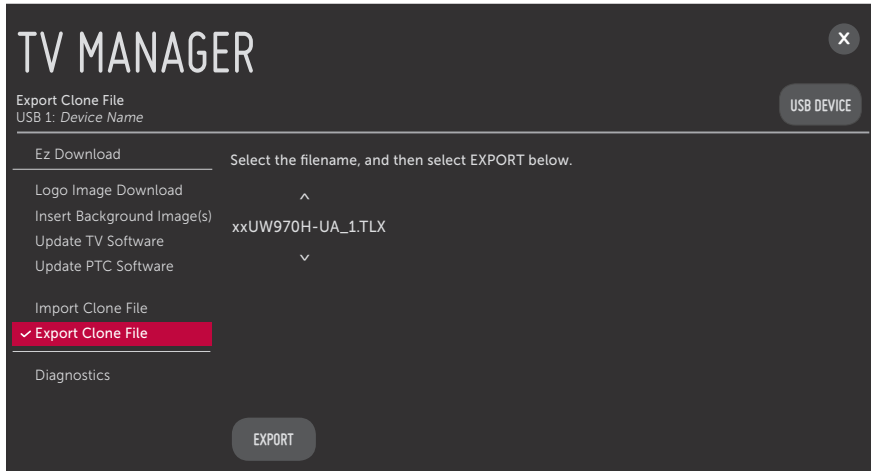 TV MANAGER
X
Export Clone File
USB 1: Device Name
USB DEVICE
Ez Download
Select the filename, and then select EXPORT below.
Logo Image Download
Insert Background Image(s)
xxUW970H-UA_1.TLX
Update TV Software
Update PTC Software
Import Clone File
Export Clone File
Diagnostics
EXPORT